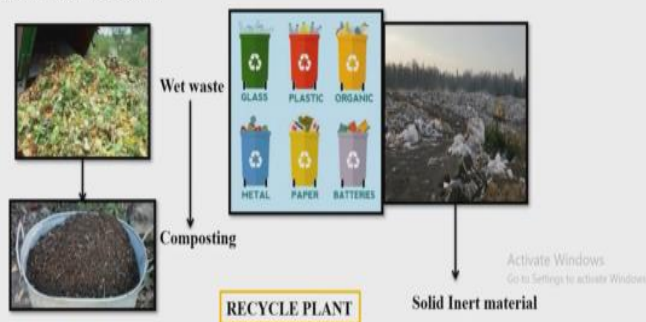 Wet waste
GLASS PLASTIC ORGANIC
METAL PAPER BATTERIES
Composting
Activate Windows
Go to Settings to activate Windows
RECYCLE PLANT
Solid Inert material